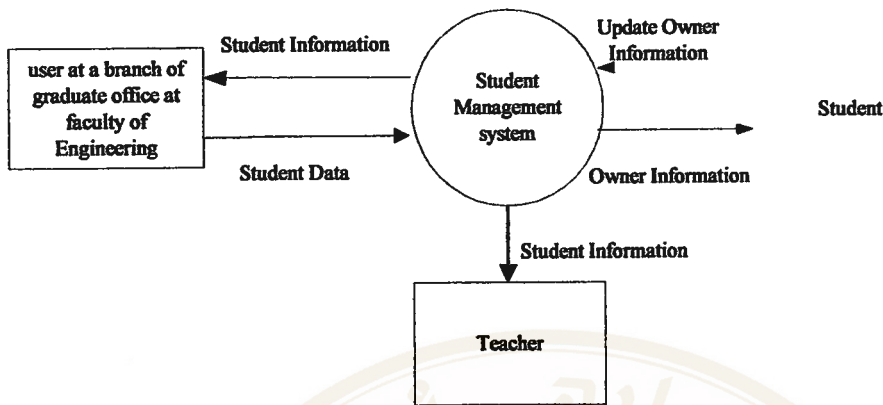 Student Information
user at a branch of
graduate office at
faculty of
Engineering
Student Data
Student
Management
system
Update Owner
Information
Student
Owner Information
Student Information
Teacher